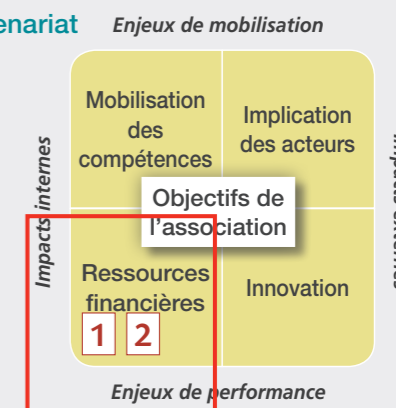 enariat
Enjeux de mobilisation
Mobilisation
des
compétences
Implication
des acteurs
Impacts internes
Objectifs de
l'association
Ressources
financières
1 2
Innovation
Enjeux de performance